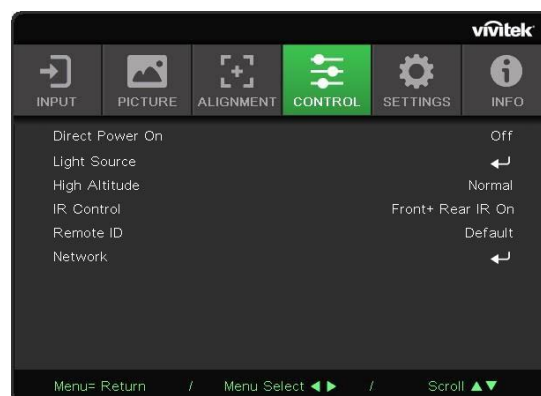 vivitek
INPUT PICTURE ALIGNMENT CONTROL SETTINGS INFO
Direct Power On Off
Light Source
High Altitude Normal
IR Control Front+ Rear IR On
Remote ID Default
Network
Menu= Return / Menu Select ◀ ▶ / Scroll ▲▼